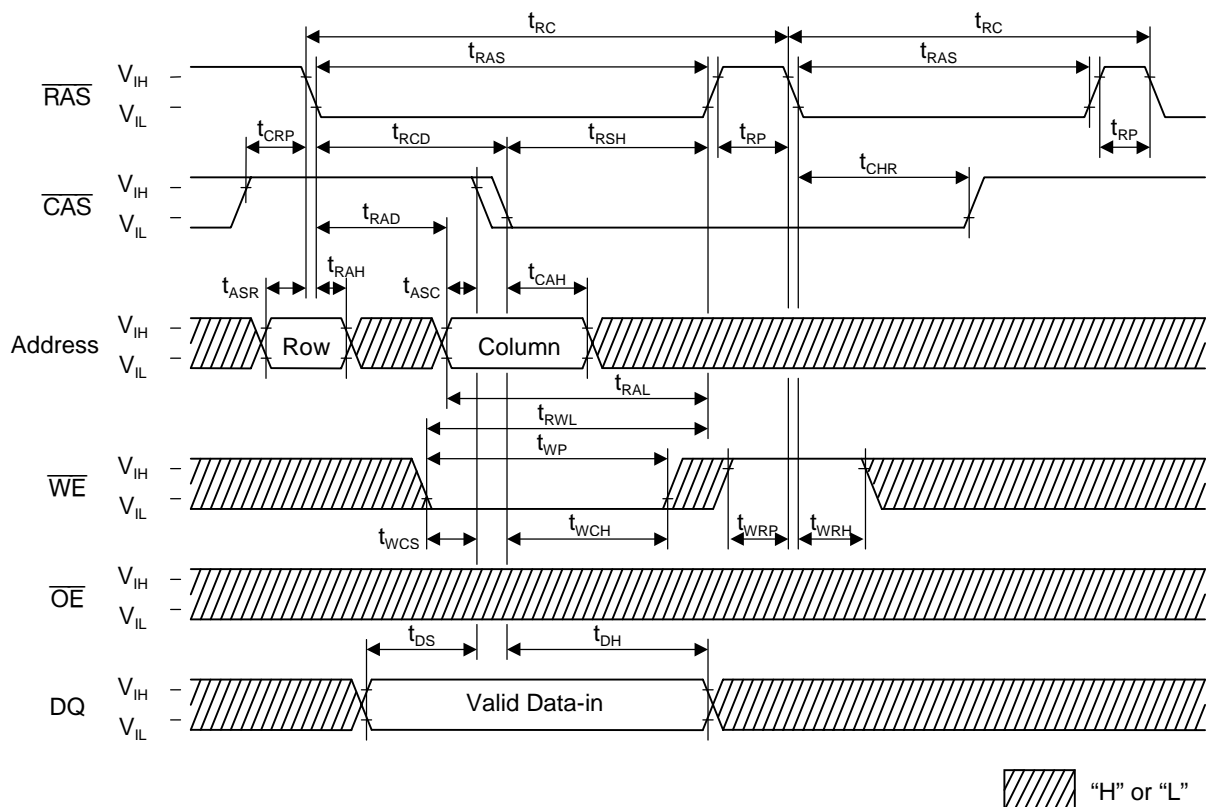 tRC tRC
tRAS tRAS
RAS VIH
VIL
tCRP tRCD tRSH tRP tRP
tCHR
CAS VIH
VIL
tRAD
tRAH tCAH
tASR tASC
Address VIH
VIL
Row Column
tRAL
tRWL
tWP
WE VIH
VIL
tWCS tWCH tWRP tWRH
OE VIH
VIL
tDS tDH
DQ VIH
VIL
Valid Data-in
“H” or “L”